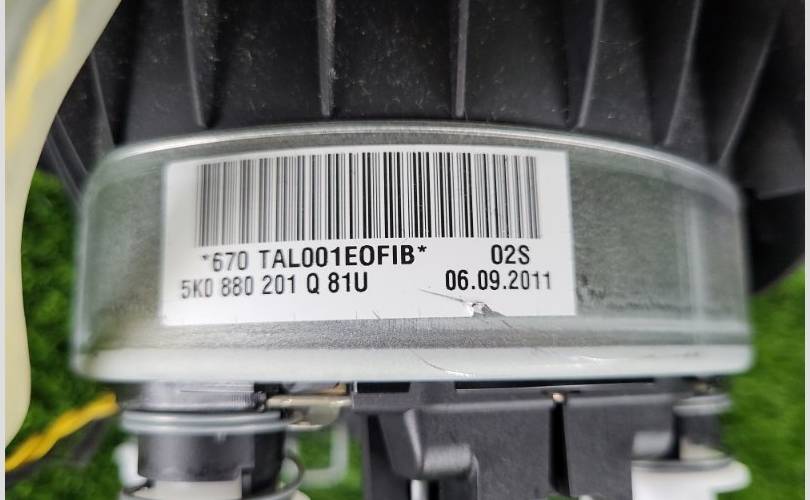 *670 TAL001EOFIB* 02S
5K0 880 201 Q 81U 06.09.2011